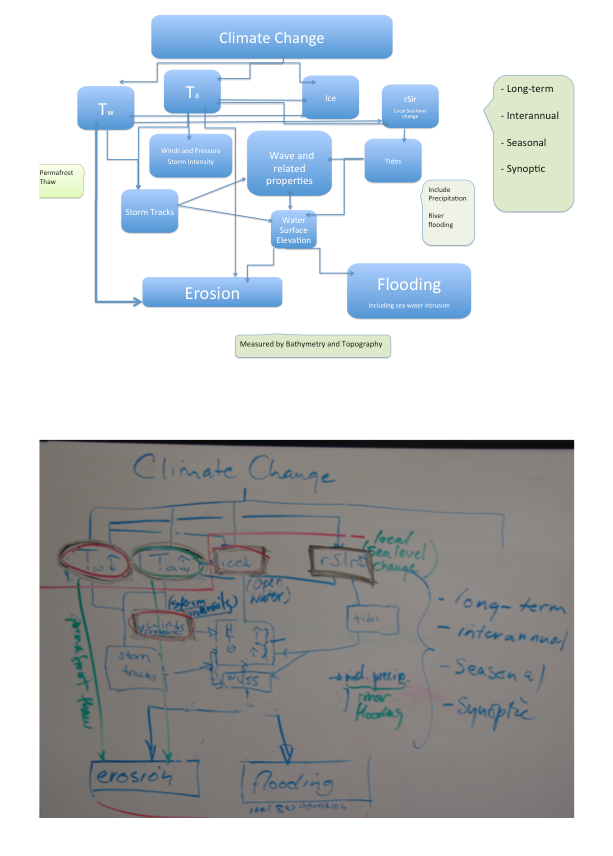 Climate Change
Tw
Ta
Ice
rSlr
Local Sea level
change
- Long-term
- Interannual
- Seasonal
- Synoptic
Winds and Pressure
Storm Intensity
Wave and
related
properties
Tides
Permafrost
Thaw
Storm Tracks
Include
Precipitation
River
flooding
Water
Surface
Elevation
Erosion
Flooding
Including sea water intrusion
Measured by Bathymetry and Topography
Climate Change
local
sea level
change
Tw
Ta
ice
rSlr
(open
water)
(storm
intensity)
winds
tides
storm
tracks
permafrost thaw
incl. precip.
river
flooding
- long-term
- interannual
- Seasonal
- Synoptic
erosion
flooding